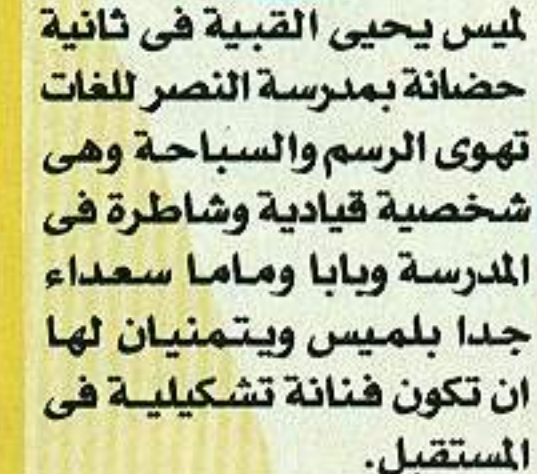 لميس يحيى القبية فى ثانية
حضانة بمدرسة النصر للغات
تهوى الرسم والسباحة وهى
شخصية قيادية وشاطرة فى
المدرسة وبابا وماما سعداء
جدا بلميس ويتمنيان لها
ان تكون فنانة تشكيلية فى
المستقبل.